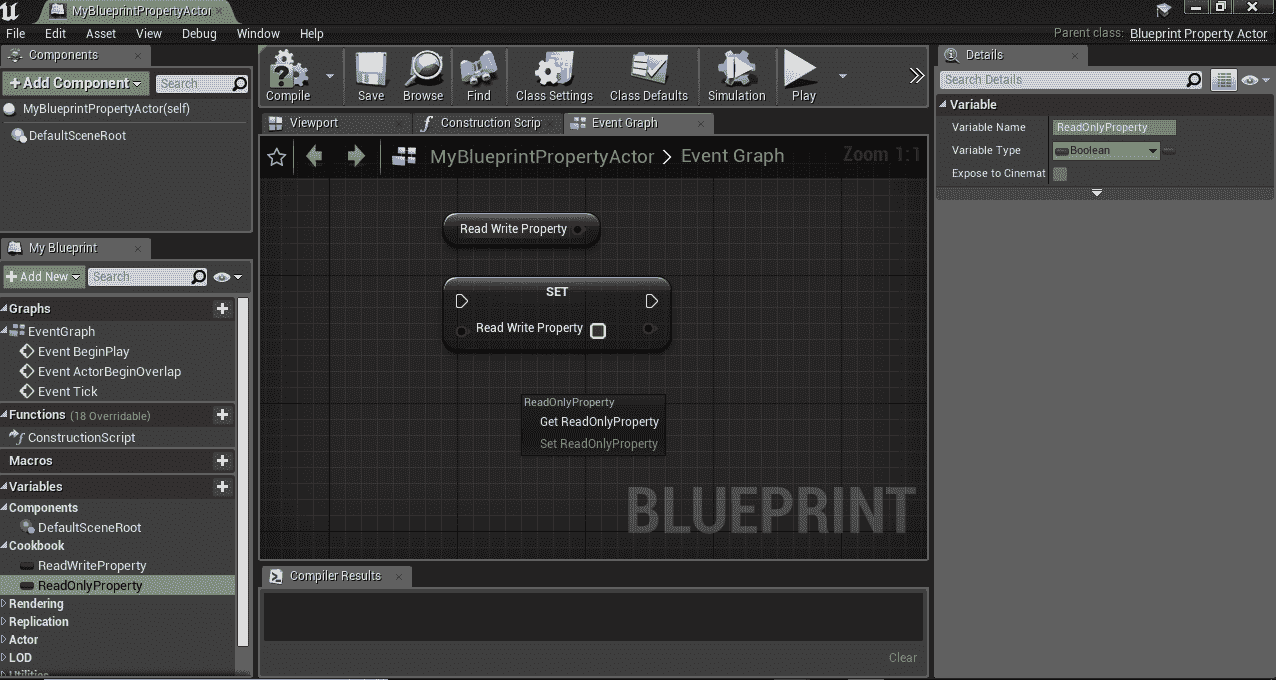 MyBlueprintPropertyActor
File Edit Asset View Debug Window Help
Parent class: Blueprint Property Actor
Components
+Add Component
Search
MyBlueprintPropertyActor(self)
DefaultSceneRoot
My Blueprint
+Add New
Search
Graphs
EventGraph
Event BeginPlay
Event ActorBeginOverlap
Event Tick
Functions (18 Overridable)
ConstructionScript
Macros
Variables
Components
DefaultSceneRoot
Cookbook
ReadWriteProperty
ReadOnlyProperty
Rendering
Replication
Actor
LOD
Utilities
Compile Save Browse Find Class Settings Class Defaults Simulation Play
Viewport Construction Scrip Event Graph
MyBlueprintPropertyActor > Event Graph
Zoom 1:1
Read Write Property
SET
Read Write Property
ReadOnlyProperty
Get ReadOnlyProperty
Set ReadOnlyProperty
BLUEPRINT
Compiler Results
Clear
Details
Search Details
Variable
Variable Name ReadOnlyProperty
Variable Type Boolean
Expose to Cinemat